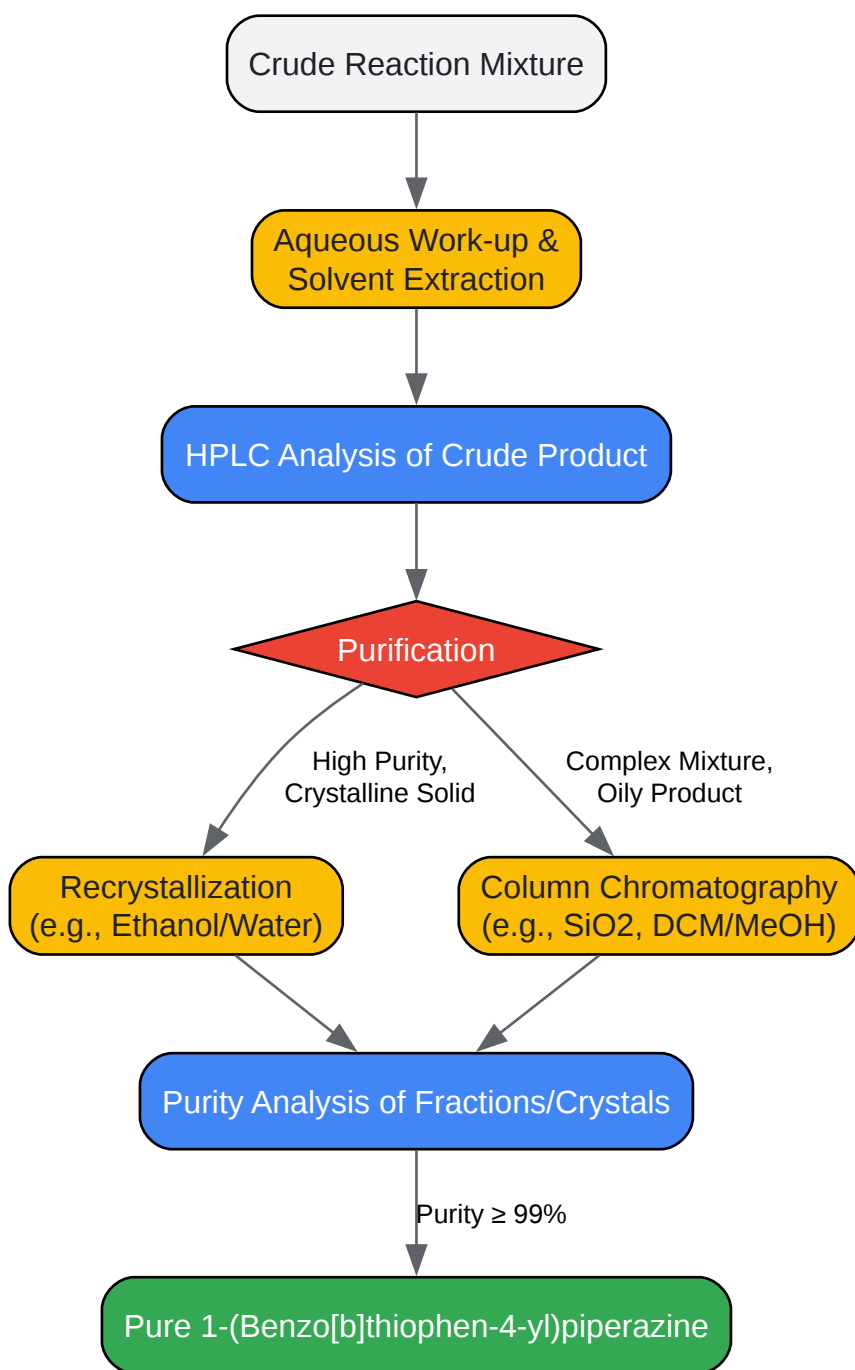 Crude Reaction Mixture
Aqueous Work-up &
Solvent Extraction
HPLC Analysis of Crude Product
Purification
High Purity,
Crystalline Solid
Complex Mixture,
Oily Product
Recrystallization
(e.g., Ethanol/Water)
Column Chromatography
(e.g., SiO2, DCM/MeOH)
Purity Analysis of Fractions/Crystals
Purity ≥ 99%
Pure 1-(Benzo[b]thiophen-4-yl)piperazine